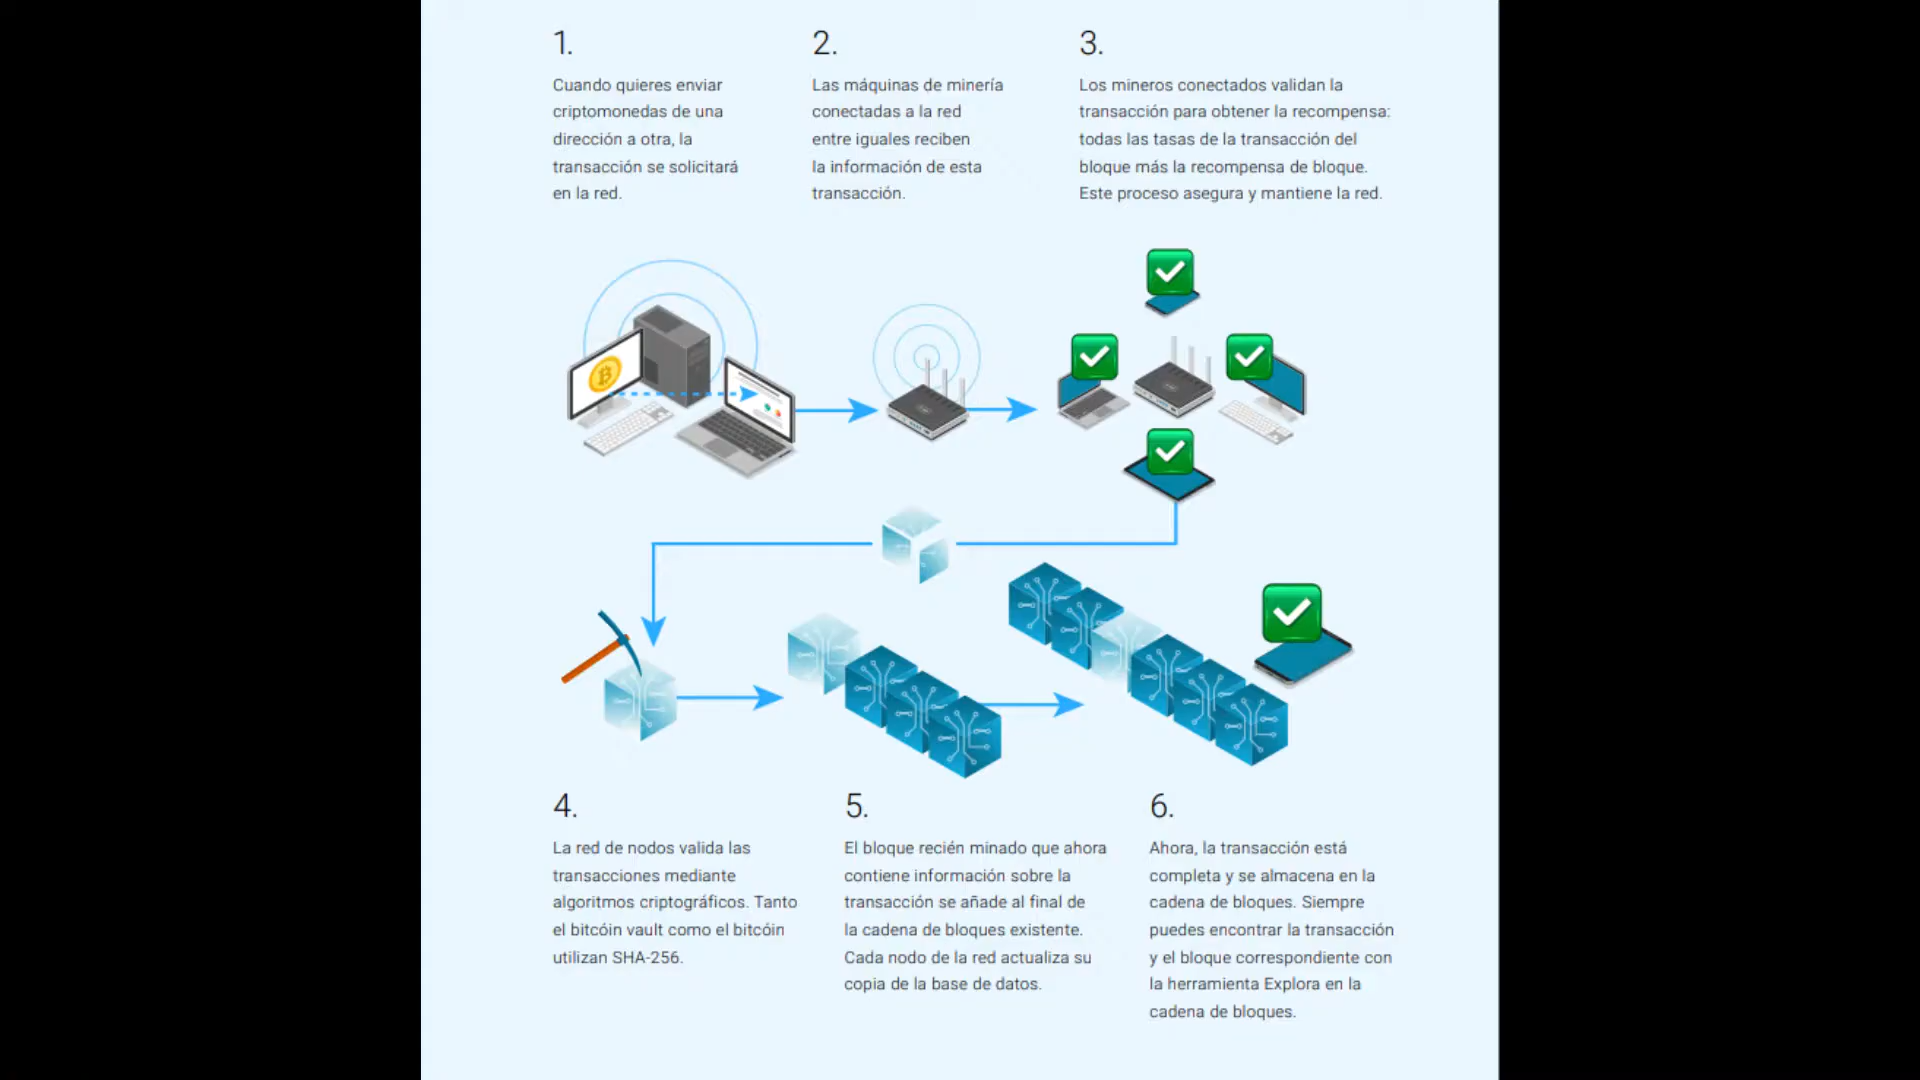 1.
Cuando quieres enviar
criptomonedas de una
dirección a otra, la
transacción se solicitará
en la red.
2.
Las máquinas de minería
conectadas a la red
entre iguales reciben
la información de esta
transacción.
3.
Los mineros conectados validan la
transacción para obtener la recompensa:
todas las tasas de la transacción del
bloque más la recompensa de bloque.
Este proceso asegura y mantiene la red.
4.
La red de nodos valida las
transacciones mediante
algoritmos criptográficos. Tanto
el bitcóin vault como el bitcóin
utilizan SHA-256.
5.
El bloque recién minado que ahora
contiene información sobre la
transacción se añade al final de
la cadena de bloques existente.
Cada nodo de la red actualiza su
copia de la base de datos.
6.
Ahora, la transacción está
completa y se almacena en la
cadena de bloques. Siempre
puedes encontrar la transacción
y el bloque correspondiente con
la herramienta Explora en la
cadena de bloques.